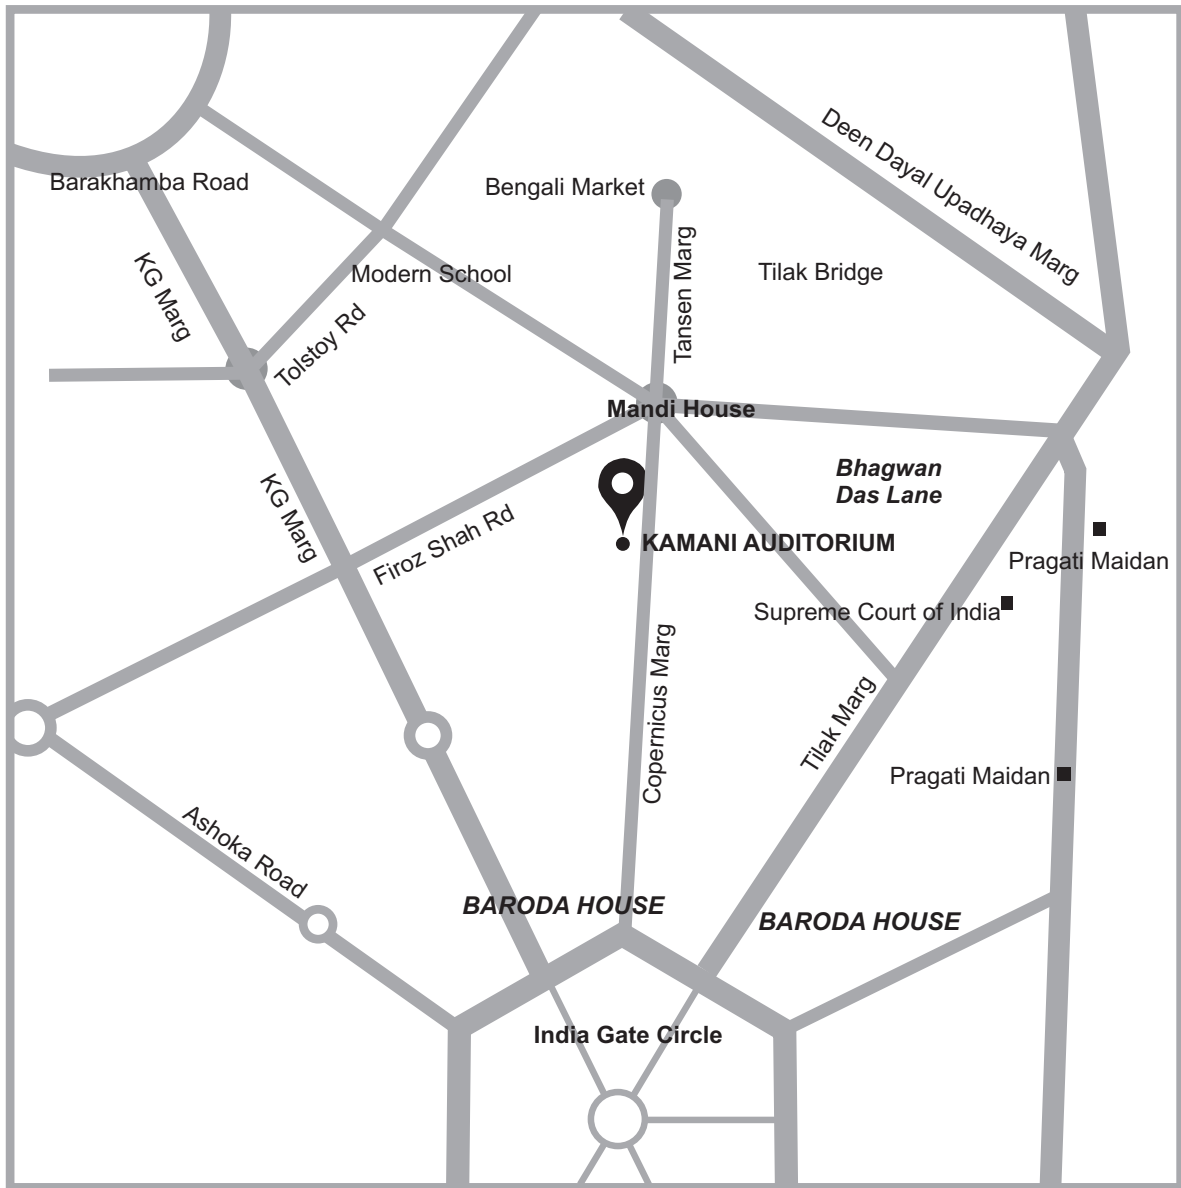 Deen Dayal Upadhaya Marg
Barakhamba Road
Bengali Market
KG Marg
Modern School
Tansen Marg
Tilak Bridge
Tolstoy Rd
Mandi House
Bhagwan
Das Lane
KG Marg
Firoz Shah Rd
KAMANI AUDITORIUM
Pragati Maidan
Supreme Court of India
Copernicus Marg
Tilak Marg
Pragati Maidan
Ashoka Road
BARODA HOUSE
BARODA HOUSE
India Gate Circle